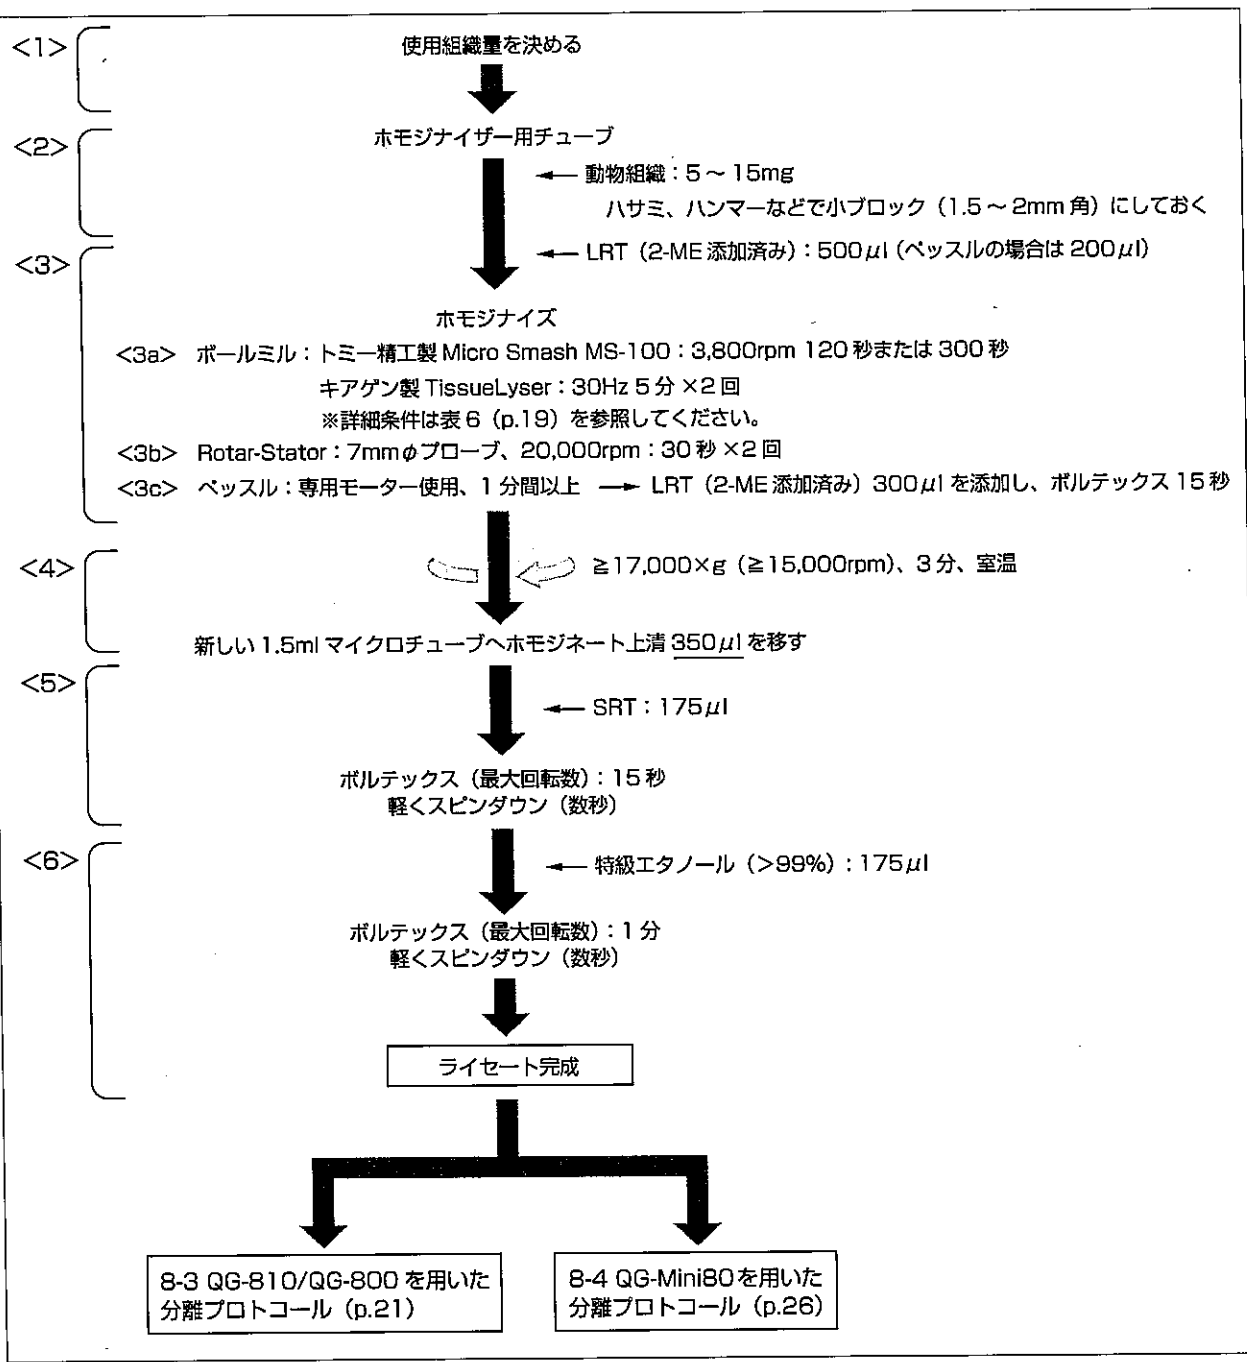 <1>
使用組織量を決める
<2>
ホモジナイザー用チューブ
動物組織：5～15mg
ハサミ、ハンマーなどで小ブロック（1.5～2mm角）にしておく
<3>
LRT（2-ME添加済み）：500μl（ペッスルの場合は200μl）
ホモジナイズ
<3a> ボールミル：トミー精工製 Micro Smash MS-100：3,800rpm 120秒または300秒
キアゲン製 TissueLyser：30Hz 5分×2回
※詳細条件は表6（p.19）を参照してください。
<3b> Rotar-Stator：7mmφプローブ、20,000rpm：30秒×2回
<3c> ペッスル：専用モーター使用、1分間以上 → LRT（2-ME添加済み）300μlを添加し、ボルテックス15秒
<4>
≧17,000×g（≧15,000rpm）、3分、室温
新しい1.5mlマイクロチューブへホモジネート上清350μlを移す
<5>
SRT：175μl
ボルテックス（最大回転数）：15秒
軽くスピンダウン（数秒）
<6>
特級エタノール（>99%）：175μl
ボルテックス（最大回転数）：1分
軽くスピンダウン（数秒）
ライセート完成
8-3 QG-810/QG-800を用いた
分離プロトコール（p.21）
8-4 QG-Mini80を用いた
分離プロトコール（p.26）